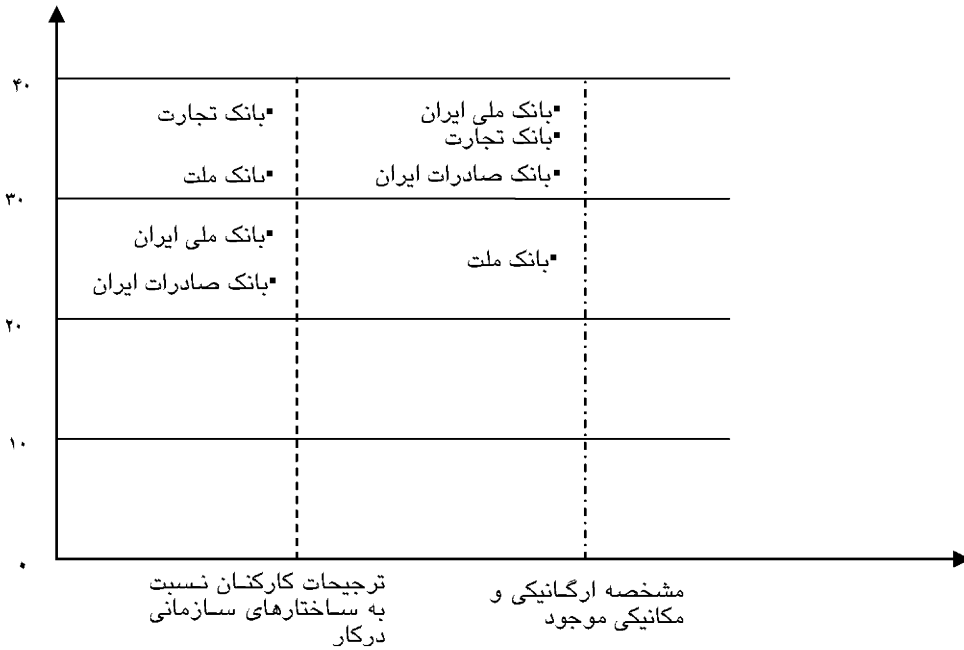 ۴۰
▪بانک ملی ایران
▪بانک تجارت
▪بانک تجارت
▪بانک صادرات ایران
▪بانک ملت
۳۰
▪بانک ملی ایران
▪بانک ملت
▪بانک صادرات ایران
۲۰
۱۰
۰
مشخصه ارگانیکی و
مکانیکی موجود
ترجیحات کارکنان نسبت
به ساختارهای سازمانی
درکار